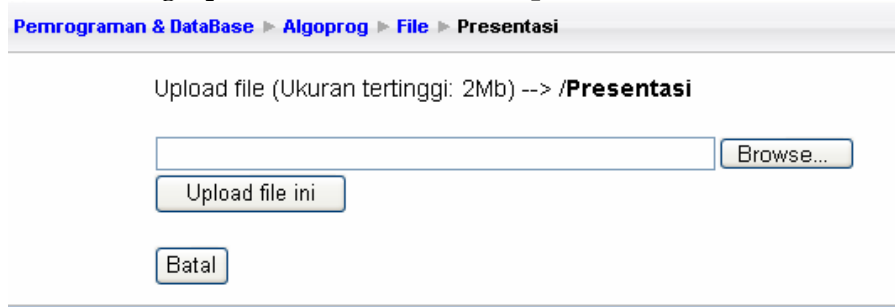 Pemrograman & DataBase ► Algoprog ► File ► Presentasi
Upload file (Ukuran tertinggi: 2Mb) --> /Presentasi
Browse...
Upload file ini
Batal